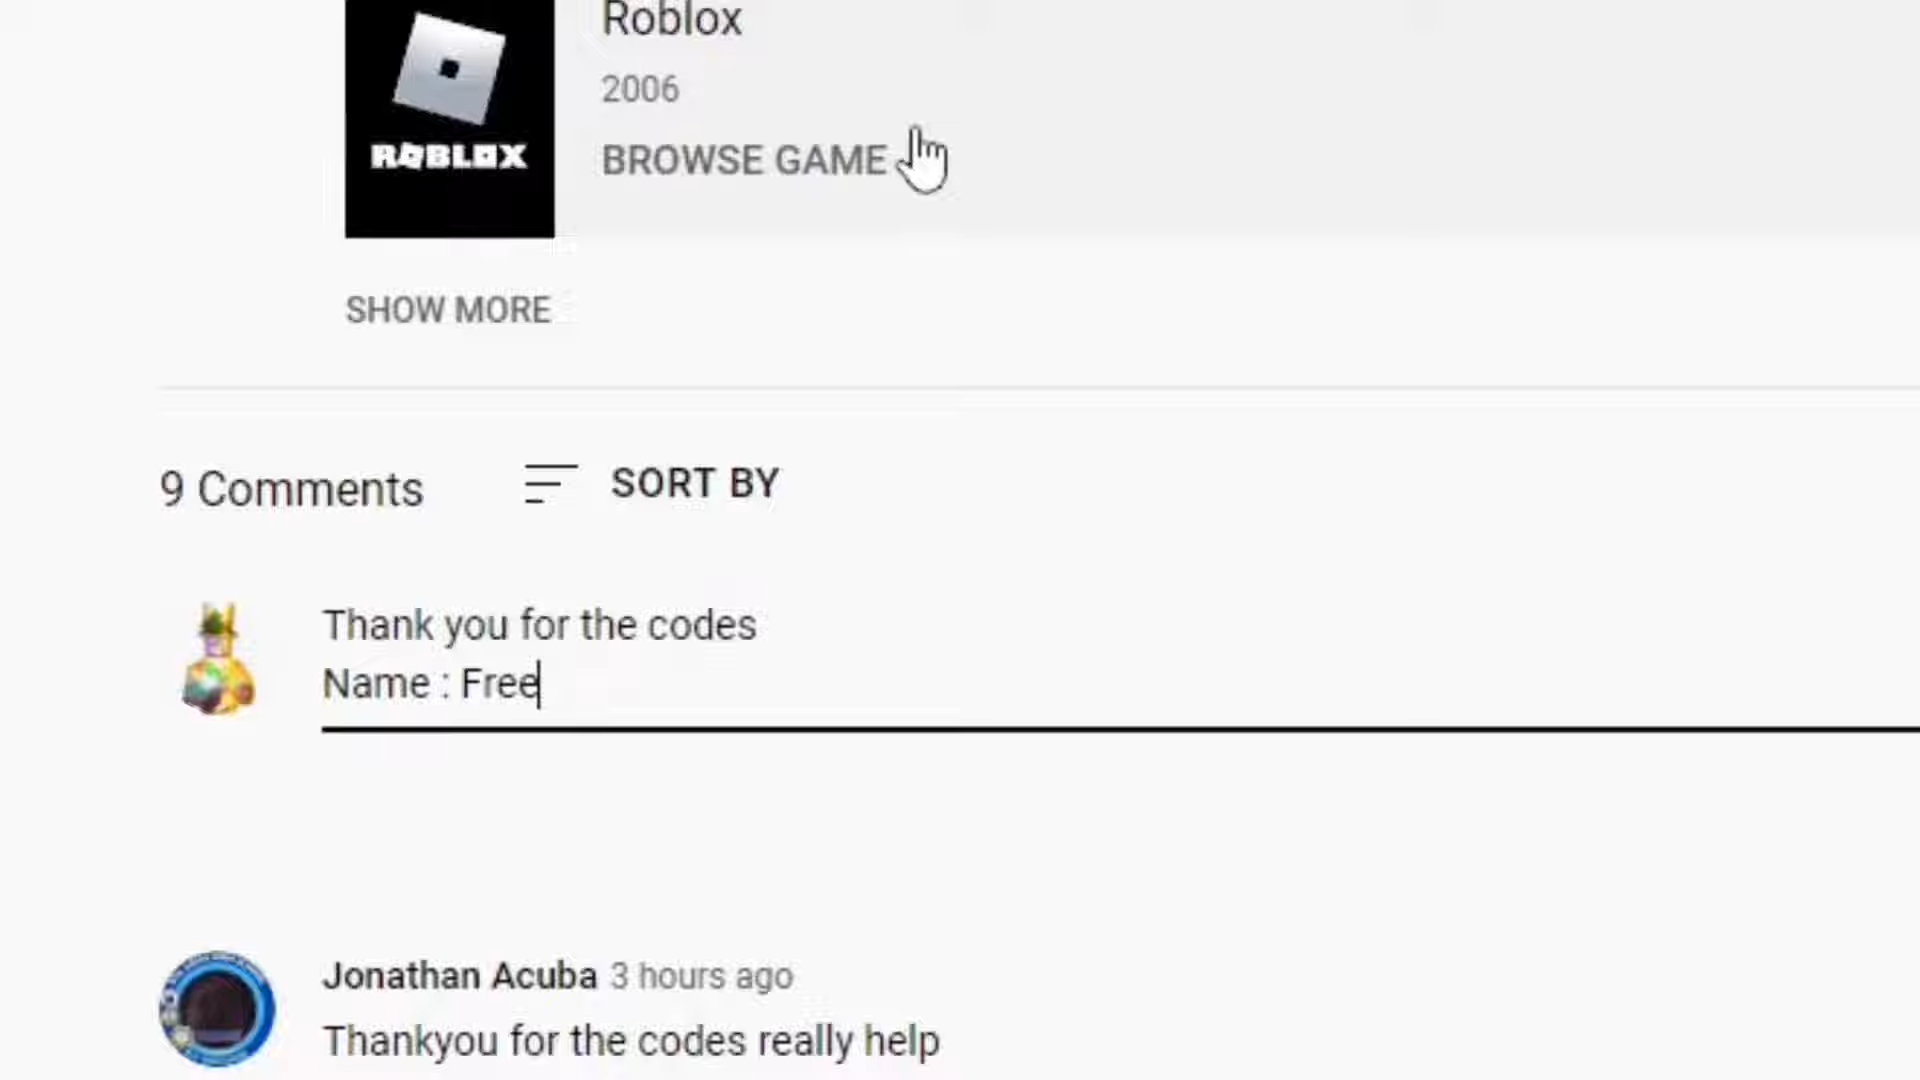 Roblox
2006
BROWSE GAME
ROBLOX
SHOW MORE
9 Comments
SORT BY
Thank you for the codes
Name : Free
Jonathan Acuba 3 hours ago
Thankyou for the codes really help